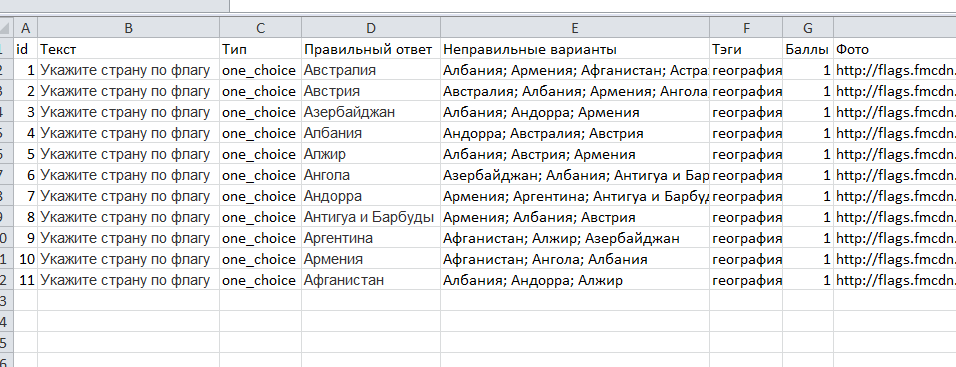 A B C D E F G H
1 id Текст Тип Правильный ответ Неправильные варианты Тэги Баллы Фото
2 1 Укажите страну по флагу one_choice Австралия Албания; Армения; Афганистан; Астра география 1 http://flags.fmcdn.
3 2 Укажите страну по флагу one_choice Австрия Австралия; Албания; Армения; Ангола география 1 http://flags.fmcdn.
4 3 Укажите страну по флагу one_choice Азербайджан Албания; Андорра; Армения география 1 http://flags.fmcdn.
5 4 Укажите страну по флагу one_choice Албания Андорра; Австралия; Австрия география 1 http://flags.fmcdn.
6 5 Укажите страну по флагу one_choice Алжир Албания; Австрия; Армения география 1 http://flags.fmcdn.
7 6 Укажите страну по флагу one_choice Ангола Азербайджан; Албания; Антигуа и Бар география 1 http://flags.fmcdn.
8 7 Укажите страну по флагу one_choice Андорра Армения; Аргентина; Антигуа и Барбуд география 1 http://flags.fmcdn.
9 8 Укажите страну по флагу one_choice Антигуа и Барбуды Армения; Албания; Австрия география 1 http://flags.fmcdn.
0 9 Укажите страну по флагу one_choice Аргентина Афганистан; Алжир; Азербайджан география 1 http://flags.fmcdn.
1 10 Укажите страну по флагу one_choice Армения Афганистан; Ангола; Албания география 1 http://flags.fmcdn.
2 11 Укажите страну по флагу one_choice Афганистан Албания; Андорра; Алжир география 1 http://flags.fmcdn.
3
4
5
6